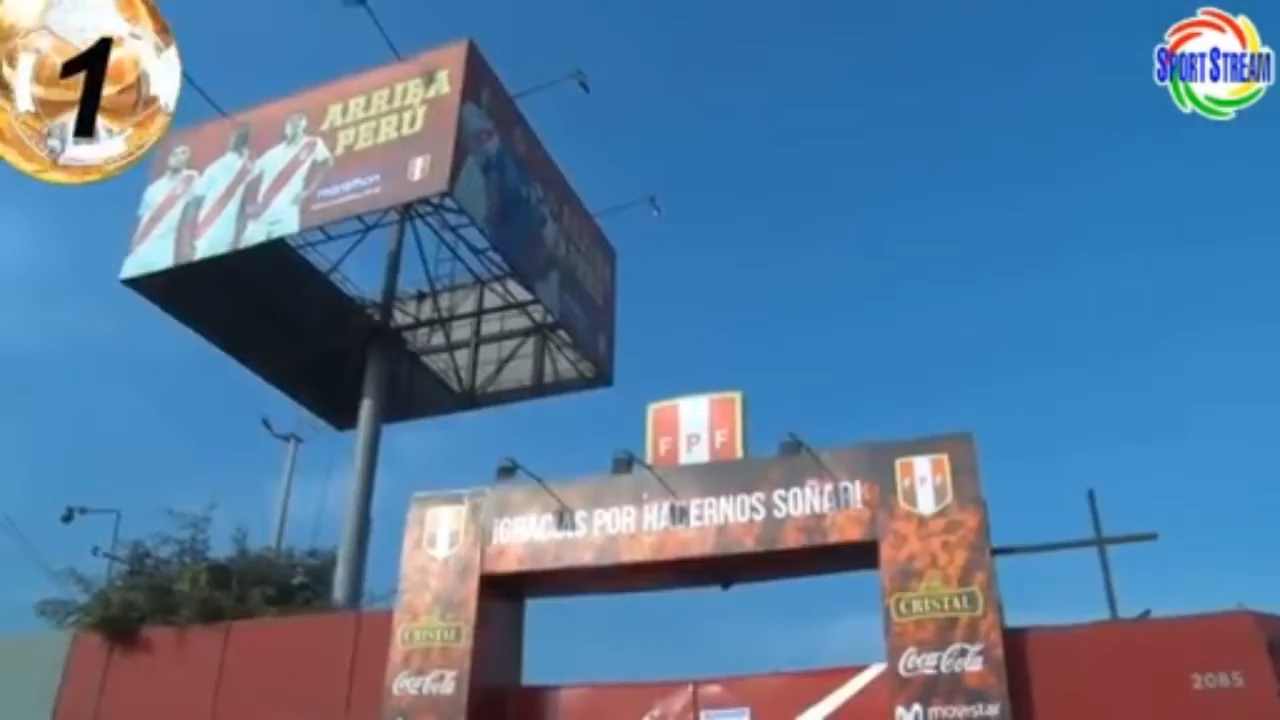 1
SPORT STREAM
ARRIBA
PERÚ
marathon
FPF
¡GRACIAS POR HACERNOS SOÑAR!
FPF
CRISTAL
CRISTAL
Coca-Cola
Coca-Cola
movistar
2085